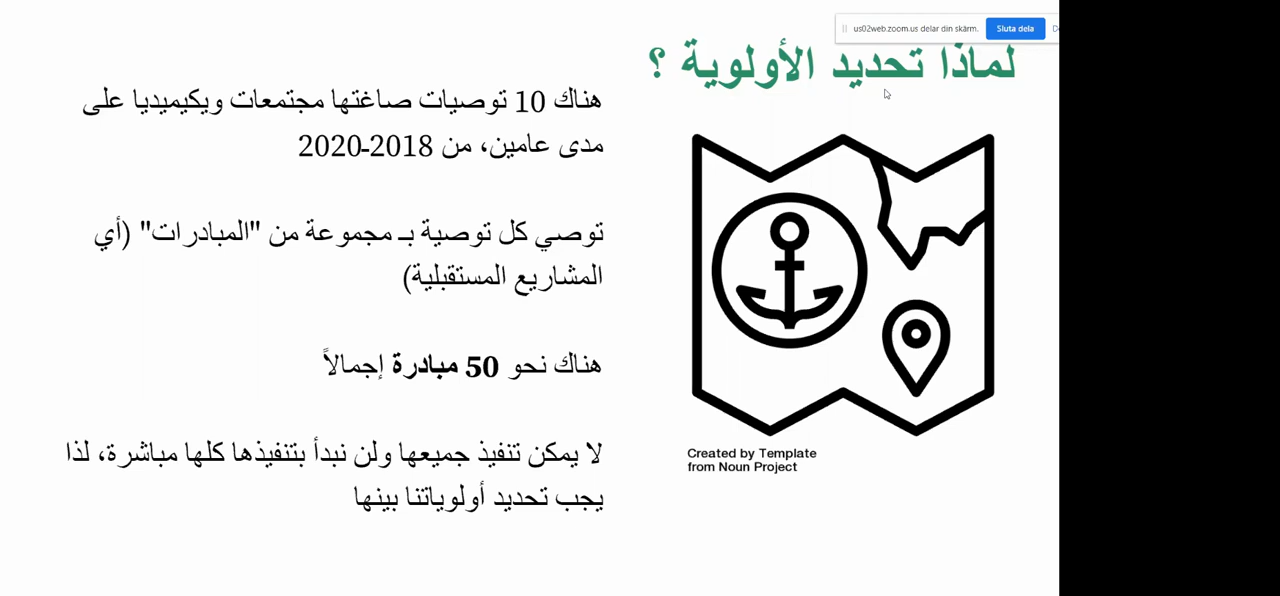 us02web.zoom.us delar din skärm.
Sluta dela
لماذا تحديد الأولوية ؟
هناك 10 توصيات صاغتها مجتمعات ويكيميديا على
مدى عامين، من 2018-2020
توصي كل توصية بـ مجموعة من "المبادرات" (أي
المشاريع المستقبلية)
هناك نحو 50 مبادرة إجمالاً
لا يمكن تنفيذ جميعها ولن نبدأ بتنفيذها كلها مباشرة، لذا
يجب تحديد أولوياتنا بينها
Created by Template
from Noun Project